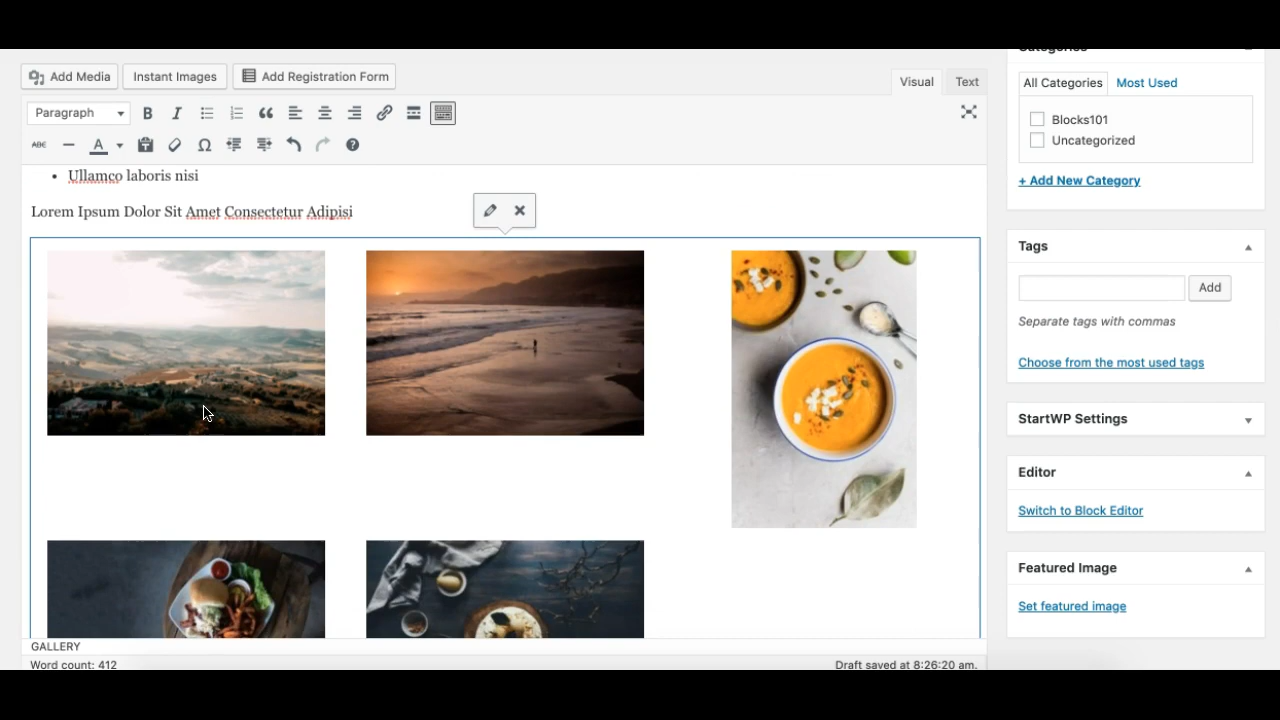 Categories
Add Media
Instant Images
Add Registration Form
Visual
Text
Paragraph
B
I
ABC
A
Ω
Ullamco laboris nisi
Lorem Ipsum Dolor Sit Amet Consectetur Adipisi
GALLERY
Word count: 412
Draft saved at 8:26:20 am.
All Categories
Most Used
Blocks101
Uncategorized
+ Add New Category
Tags
Add
Separate tags with commas
Choose from the most used tags
StartWP Settings
Editor
Switch to Block Editor
Featured Image
Set featured image